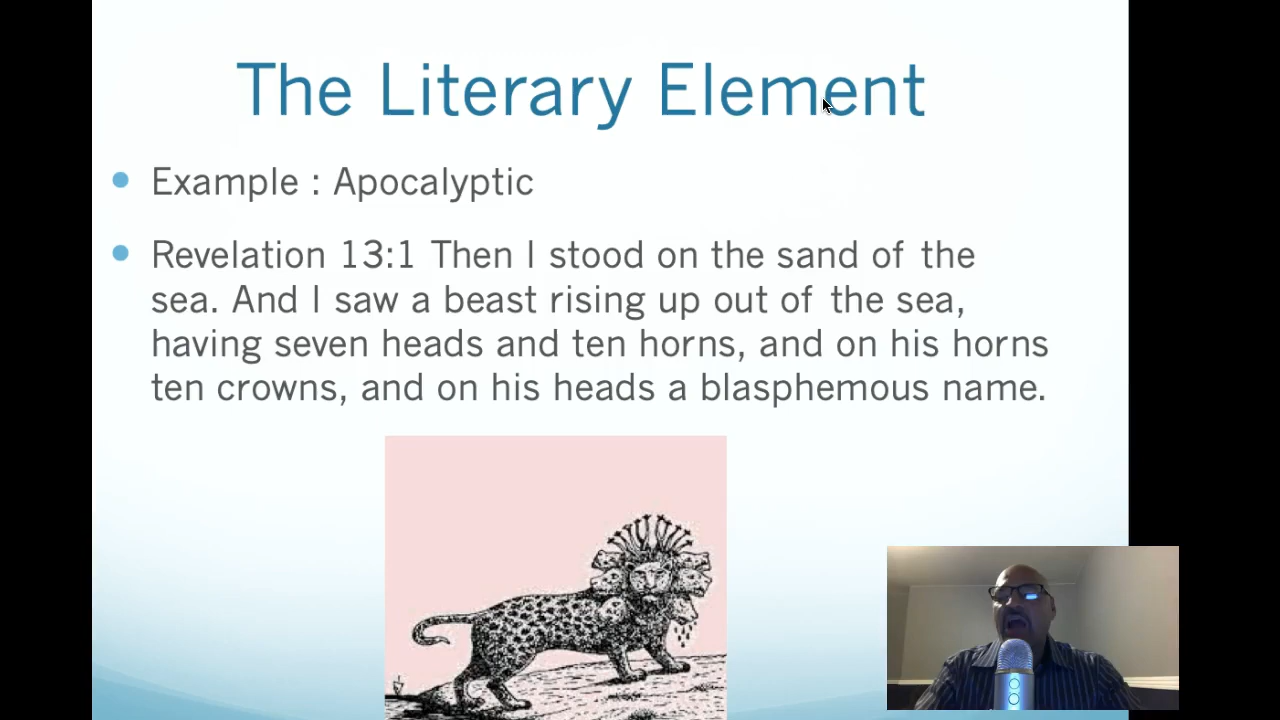 The Literary Element
Example : Apocalyptic
Revelation 13:1 Then I stood on the sand of the
sea. And I saw a beast rising up out of the sea,
having seven heads and ten horns, and on his horns
ten crowns, and on his heads a blasphemous name.